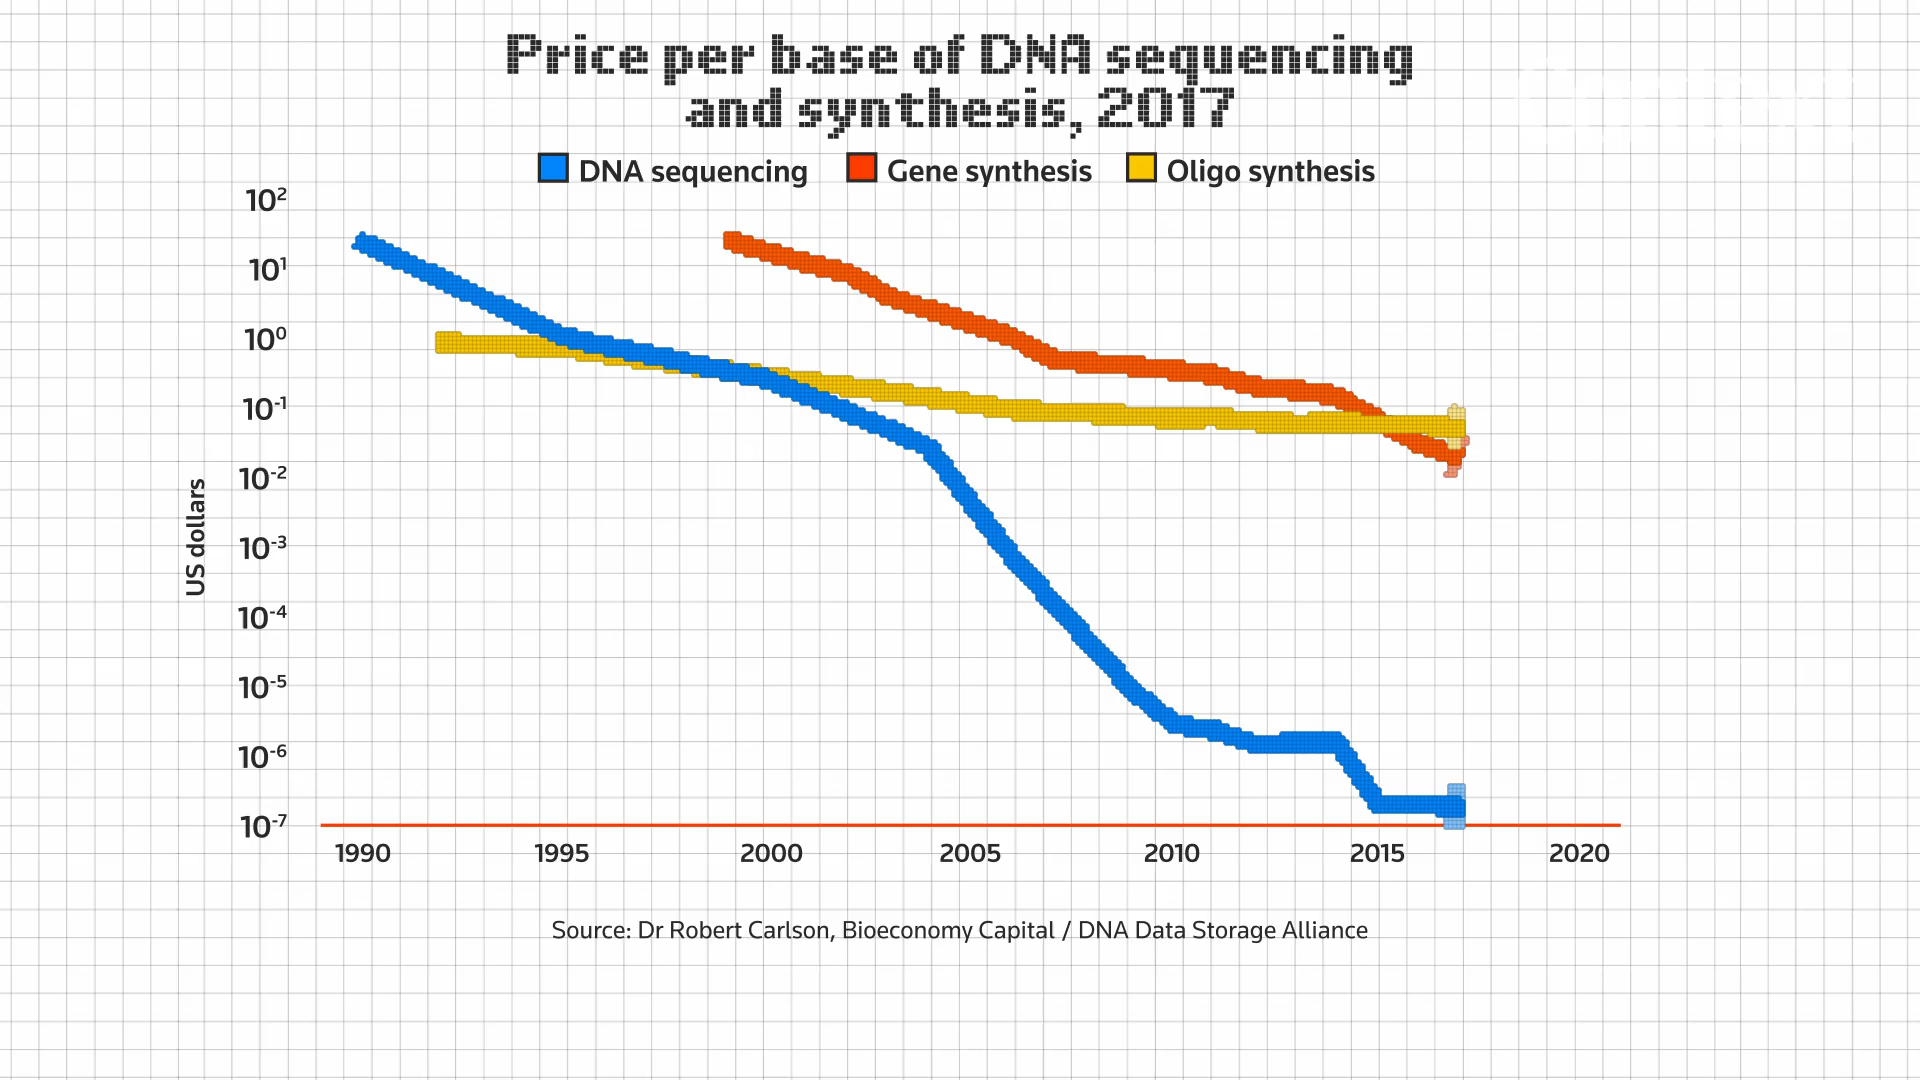 Price per base of DNA sequencing
and synthesis, 2017
DNA sequencing Gene synthesis Oligo synthesis
US dollars
10²
10¹
10⁰
10⁻¹
10⁻²
10⁻³
10⁻⁴
10⁻⁵
10⁻⁶
10⁻⁷
1990 1995 2000 2005 2010 2015 2020
Source: Dr Robert Carlson, Bioeconomy Capital / DNA Data Storage Alliance